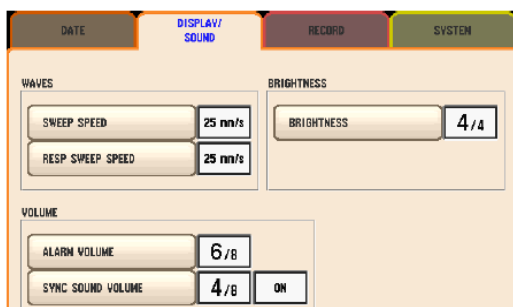 DATE
DISPLAY/
SOUND
RECORD
SYSTEM
WAVES
SWEEP SPEED 25 mm/s
RESP SWEEP SPEED 25 mm/s
BRIGHTNESS
BRIGHTNESS 4/4
VOLUME
ALARM VOLUME 6/8
SYNC SOUND VOLUME 4/8 ON